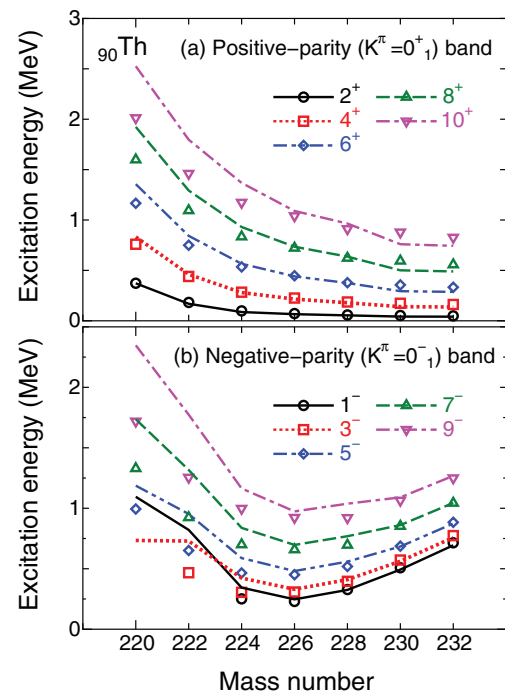 ₉₀Th (a) Positive-parity (K^π=0⁺₁) band
2⁺ 8⁺
4⁺ 10⁺
6⁺
Excitation energy (MeV)
3
2
1
0
(b) Negative-parity (K^π=0⁻₁) band
1⁻ 7⁻
3⁻ 9⁻
5⁻
Excitation energy (MeV)
2
1
0
220 222 224 226 228 230 232
Mass number